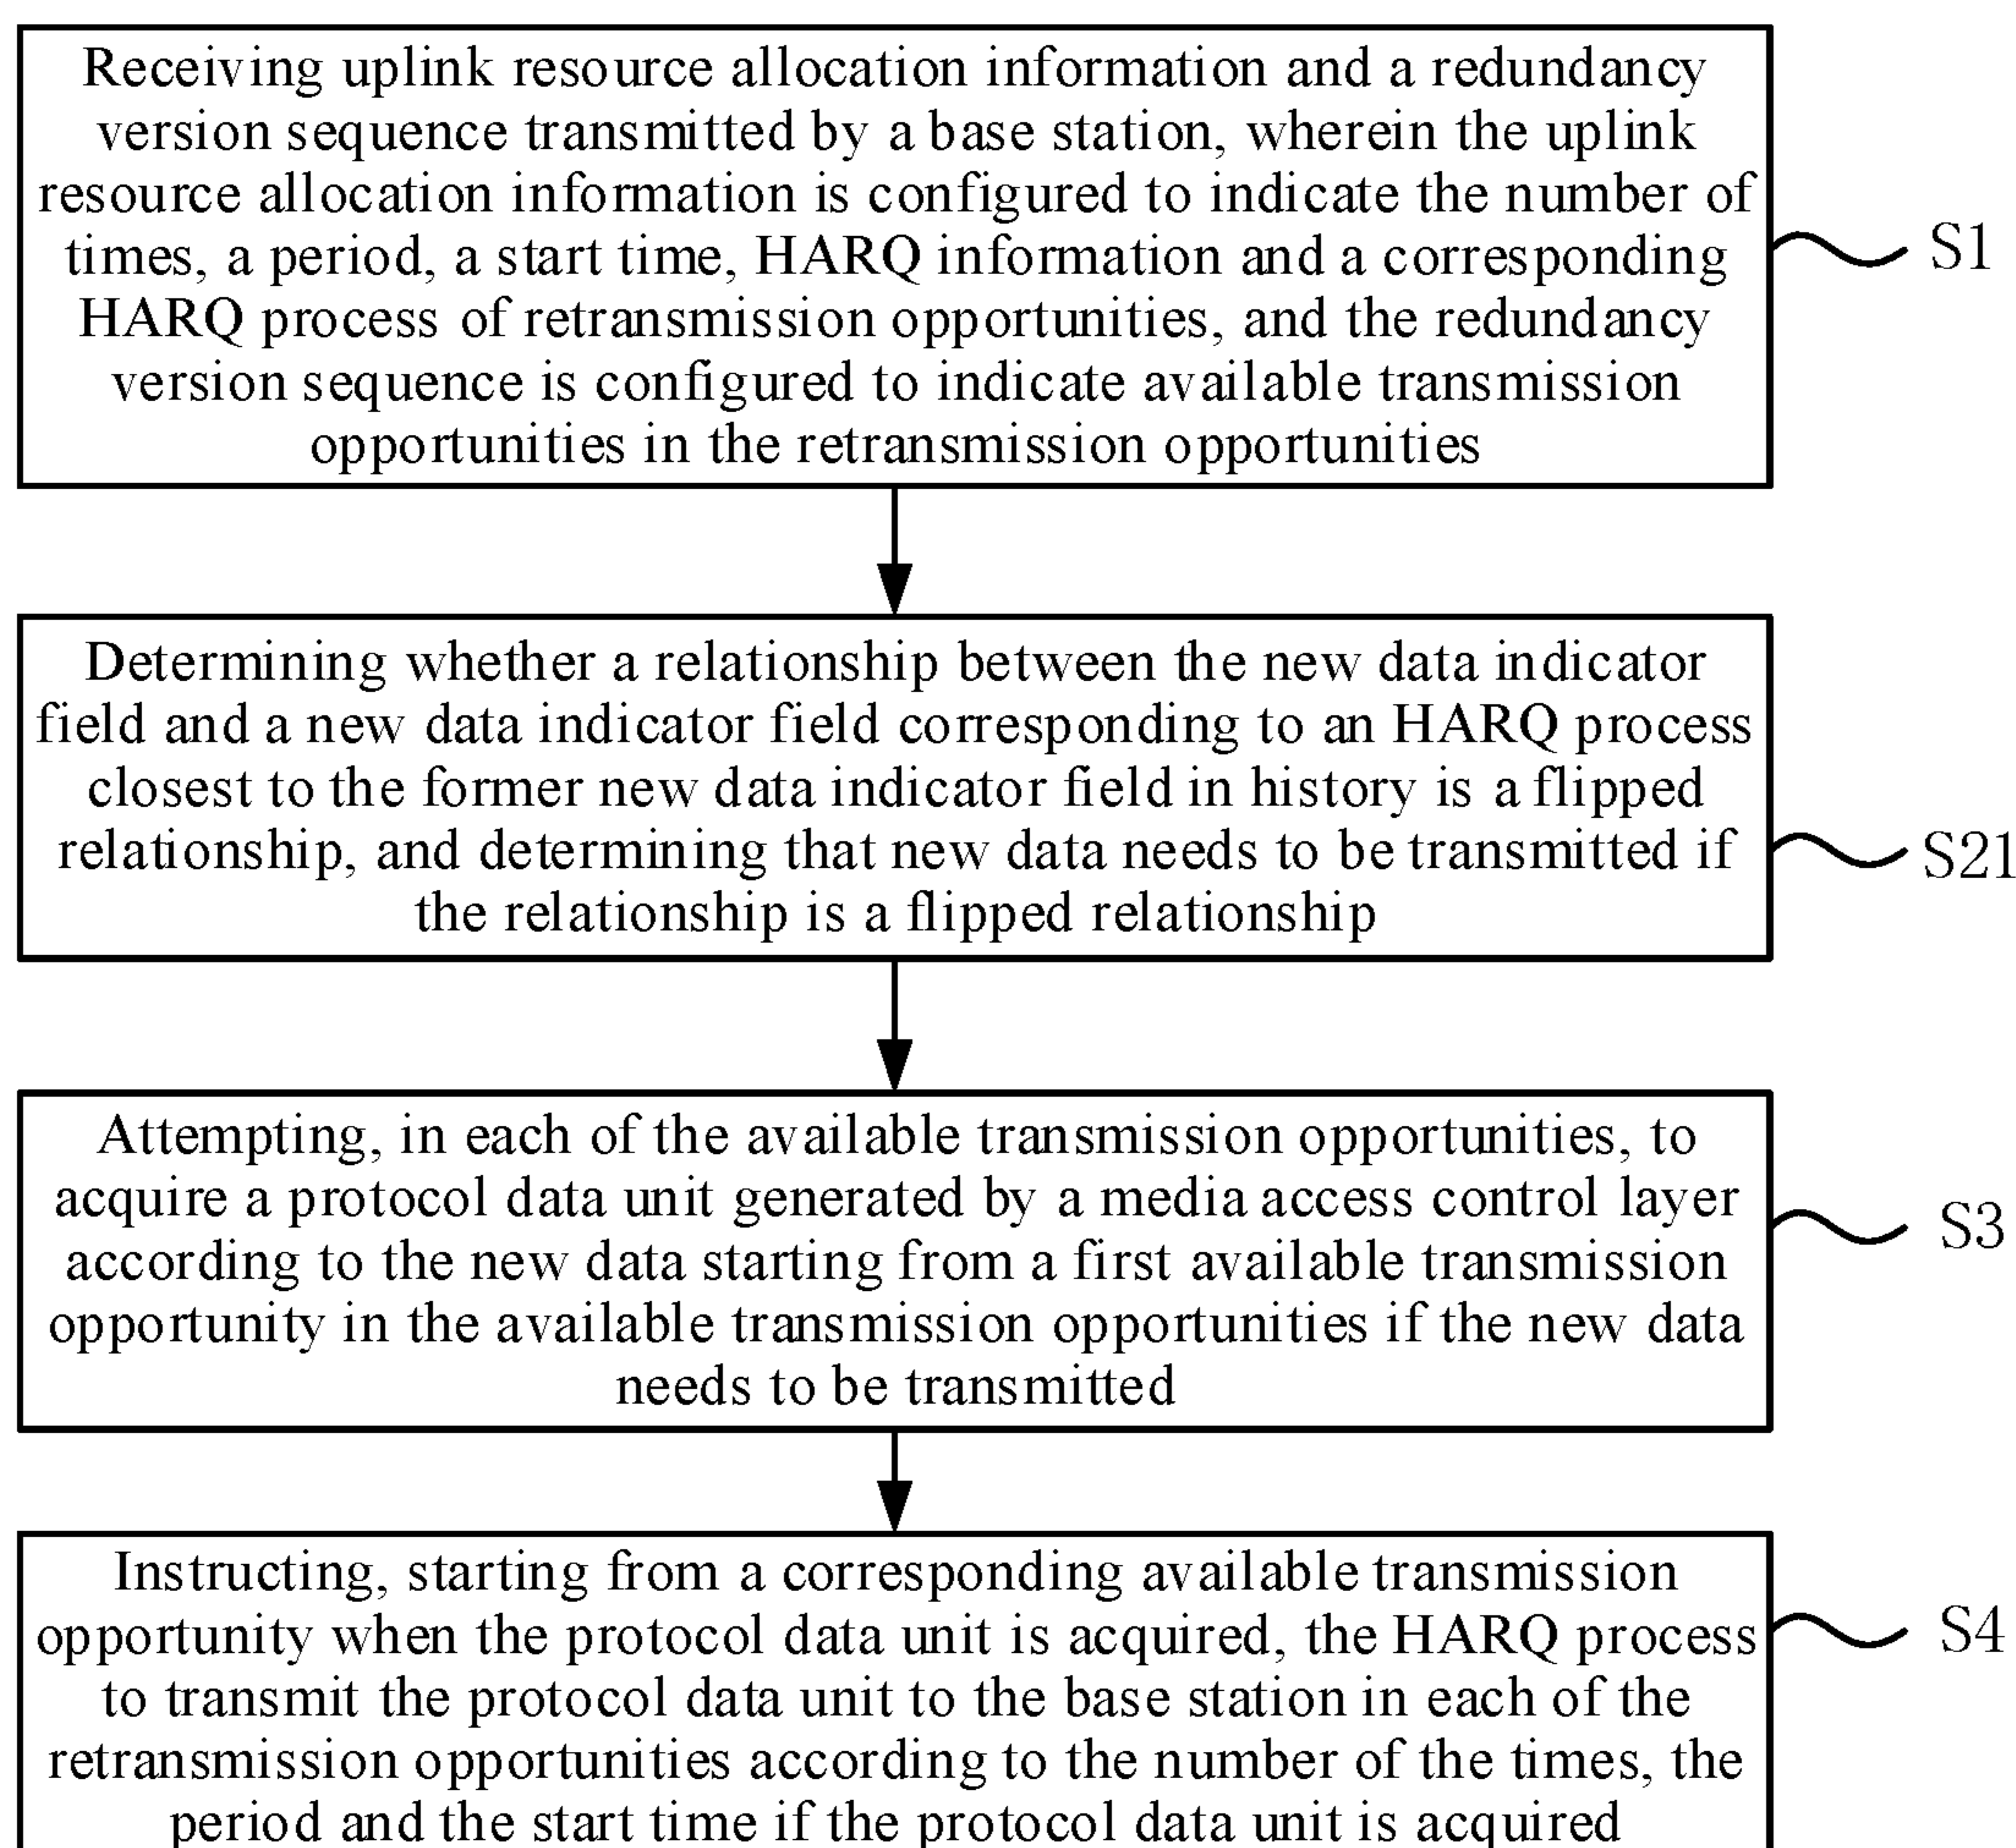 Receiving uplink resource allocation information and a redundancy
version sequence transmitted by a base station, wherein the uplink
resource allocation information is configured to indicate the number of
times, a period, a start time, HARQ information and a corresponding
HARQ process of retransmission opportunities, and the redundancy
version sequence is configured to indicate available transmission
opportunities in the retransmission opportunities
S1
Determining whether a relationship between the new data indicator
field and a new data indicator field corresponding to an HARQ process
closest to the former new data indicator field in history is a flipped
relationship, and determining that new data needs to be transmitted if
the relationship is a flipped relationship
S21
Attempting, in each of the available transmission opportunities, to
acquire a protocol data unit generated by a media access control layer
according to the new data starting from a first available transmission
opportunity in the available transmission opportunities if the new data
needs to be transmitted
S3
Instructing, starting from a corresponding available transmission
opportunity when the protocol data unit is acquired, the HARQ process
to transmit the protocol data unit to the base station in each of the
retransmission opportunities according to the number of the times, the
period and the start time if the protocol data unit is acquired
S4